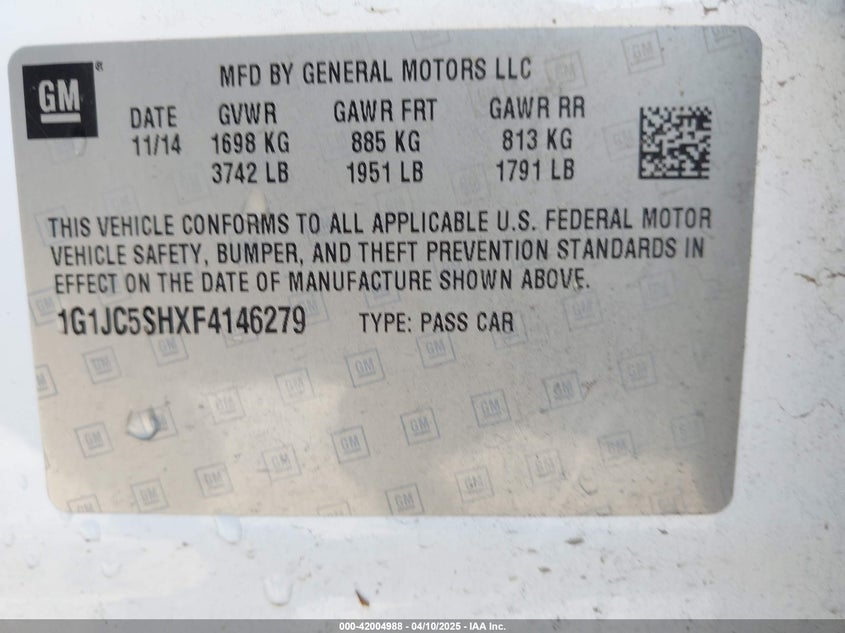 GM®
MFD BY GENERAL MOTORS LLC
DATE GVWR GAWR FRT GAWR RR
11/14 1698 KG 885 KG 813 KG
3742 LB 1951 LB 1791 LB
THIS VEHICLE CONFORMS TO ALL APPLICABLE U.S. FEDERAL MOTOR
VEHICLE SAFETY, BUMPER, AND THEFT PREVENTION STANDARDS IN
EFFECT ON THE DATE OF MANUFACTURE SHOWN ABOVE.
1G1JC5SHXF4146279 TYPE: PASS CAR
000-42004988 - 04/10/2025 - IAA Inc.